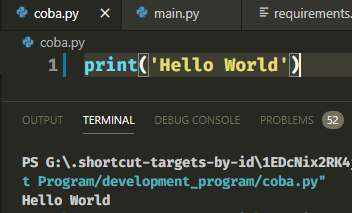 coba.py main.py requirements.
coba.py
1 print('Hello World')
OUTPUT TERMINAL DEBUG CONSOLE PROBLEMS 52
PS G:\.shortcut-targets-by-id\1EDcNix2RK4
t Program/development_program/coba.py"
Hello World